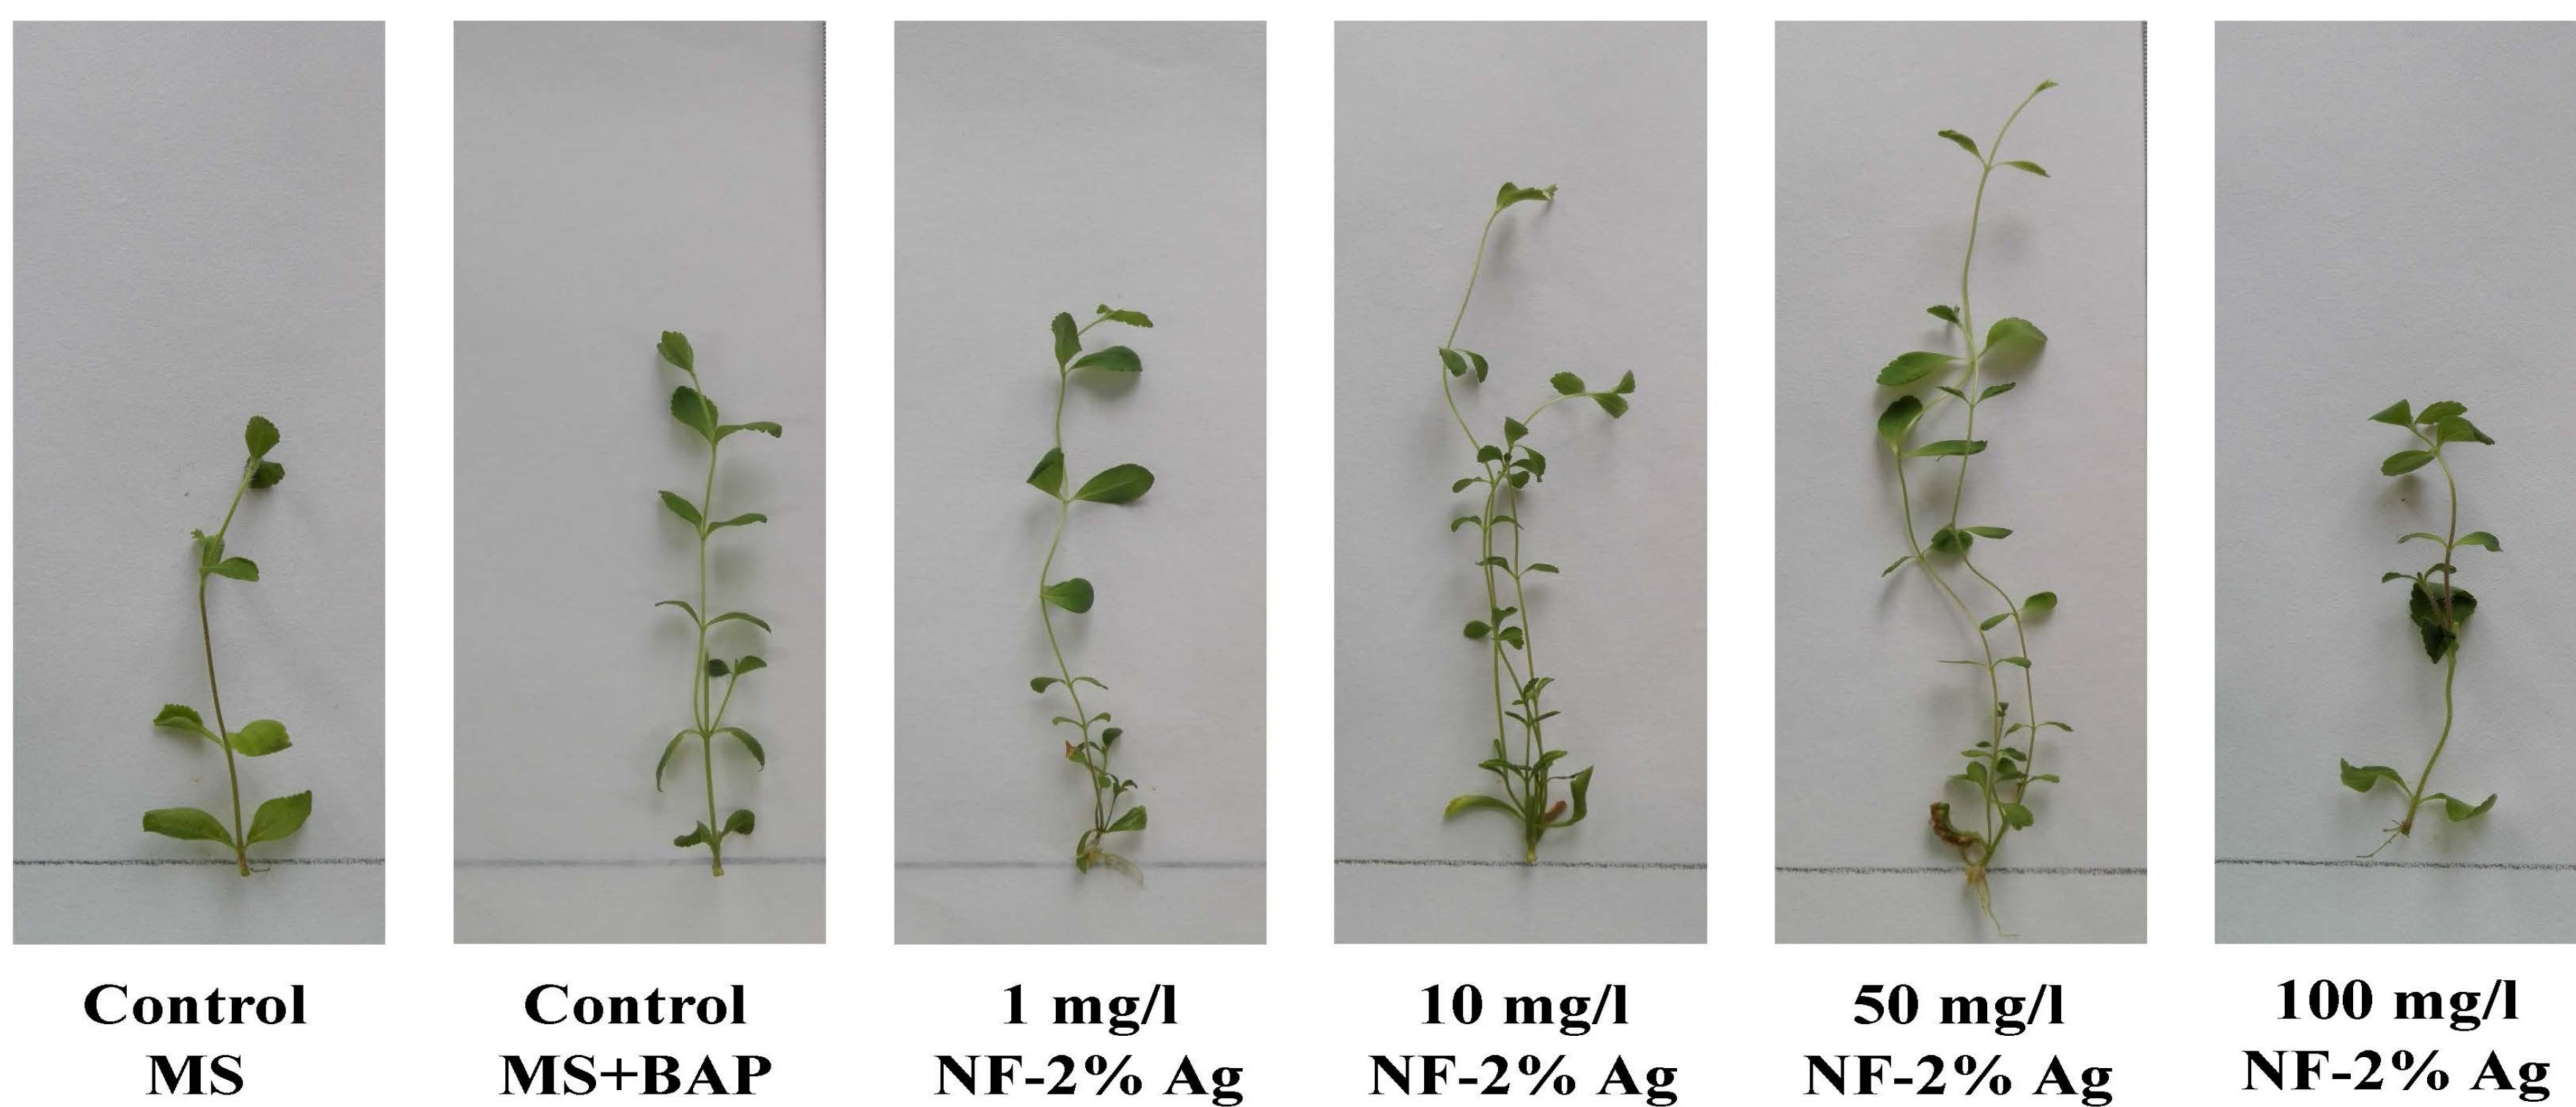 Control
MS
Control
MS+BAP
1 mg/l
NF-2% Ag
10 mg/l
NF-2% Ag
50 mg/l
NF-2% Ag
100 mg/l
NF-2% Ag